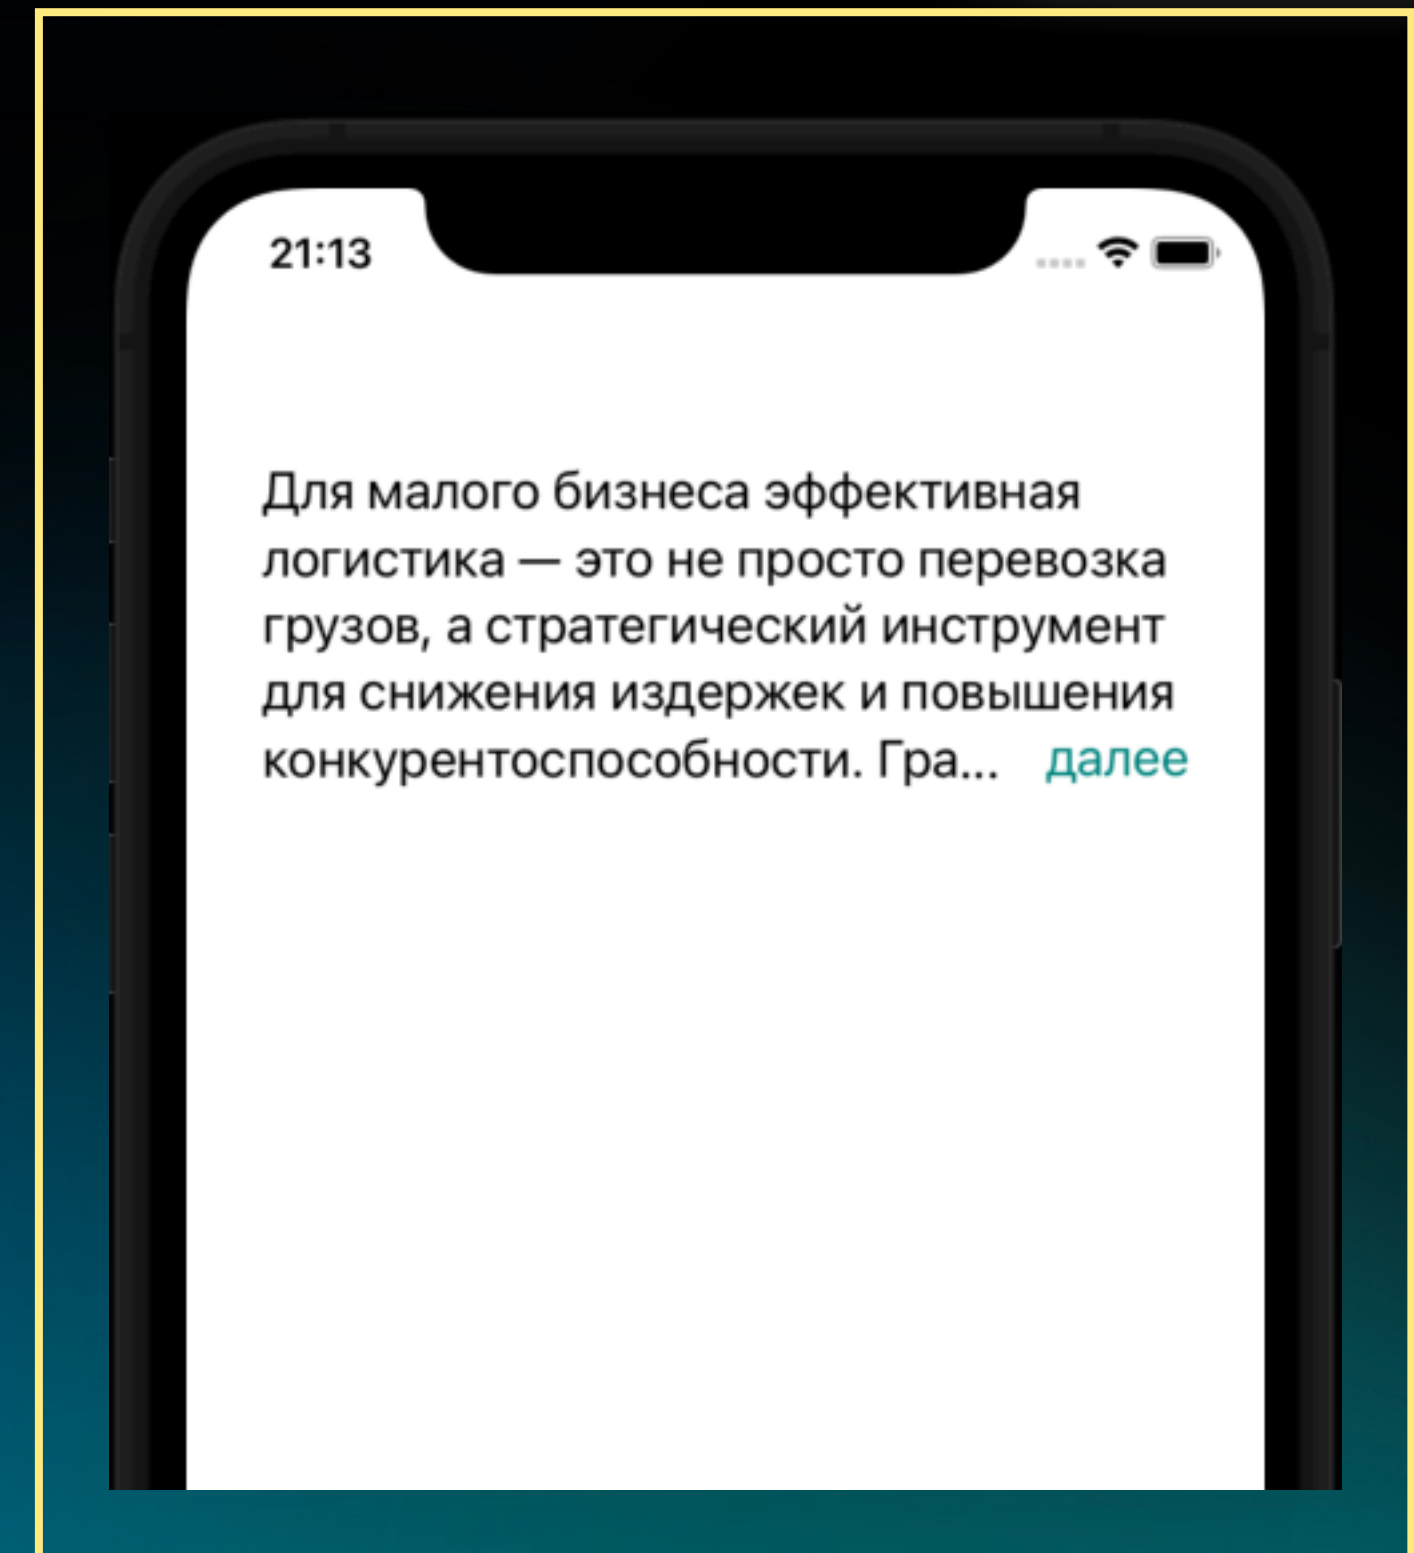 21:13
Для малого бизнеса эффективная
логистика — это не просто перевозка
грузов, а стратегический инструмент
для снижения издержек и повышения
конкурентоспособности. Гра... далее